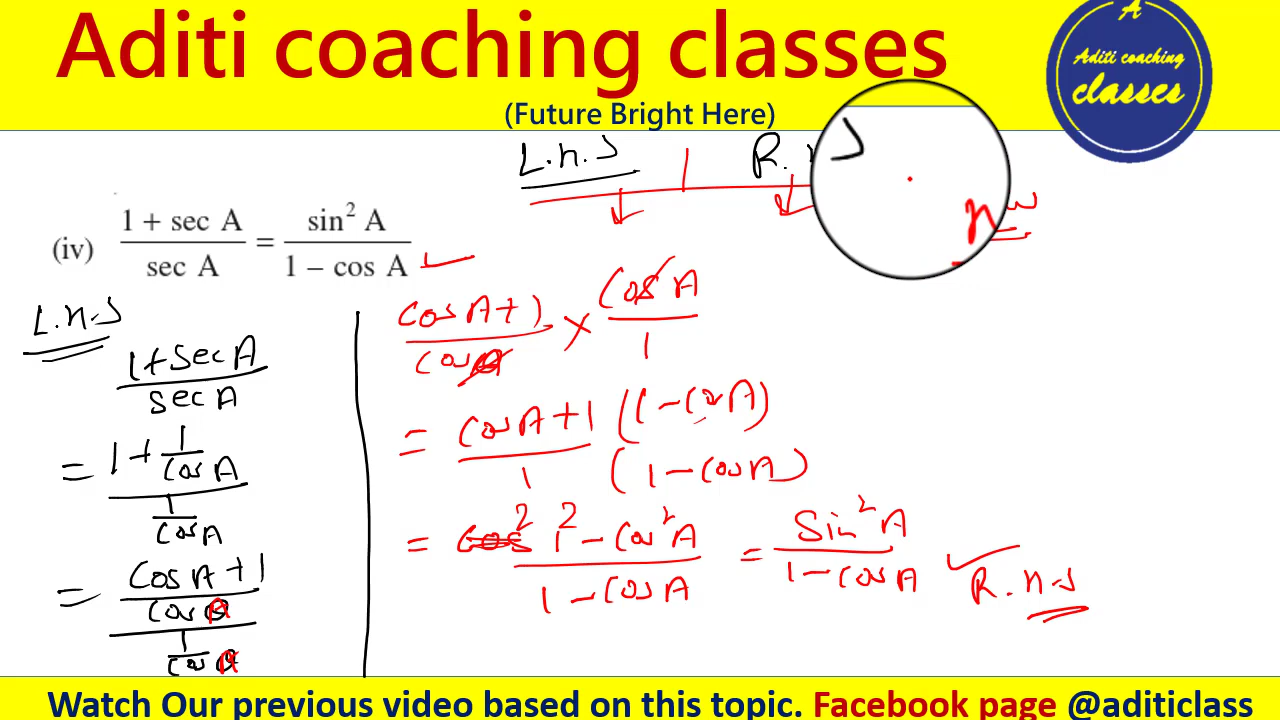 Aditi coaching classes
(Future Bright Here)
A
Aditi coaching
classes
L.H.S | R.H
(iv) (1 + sec A)/(sec A) = (sin² A)/(1 – cos A)
L.H.S
(1+secA)/(secA)
= (1+1/cosA)/(1/cosA)
= ((cosA+1)/cosA)/(1/cosA)
(cosA+1)/cosA × cosA/1
= (cosA+1)/1 (1-cosA)/(1-cosA)
= (1²-cos²A)/(1-cosA) = Sin²A/(1-cosA) R.H.S
Watch Our previous video based on this topic. Facebook page @aditiclass